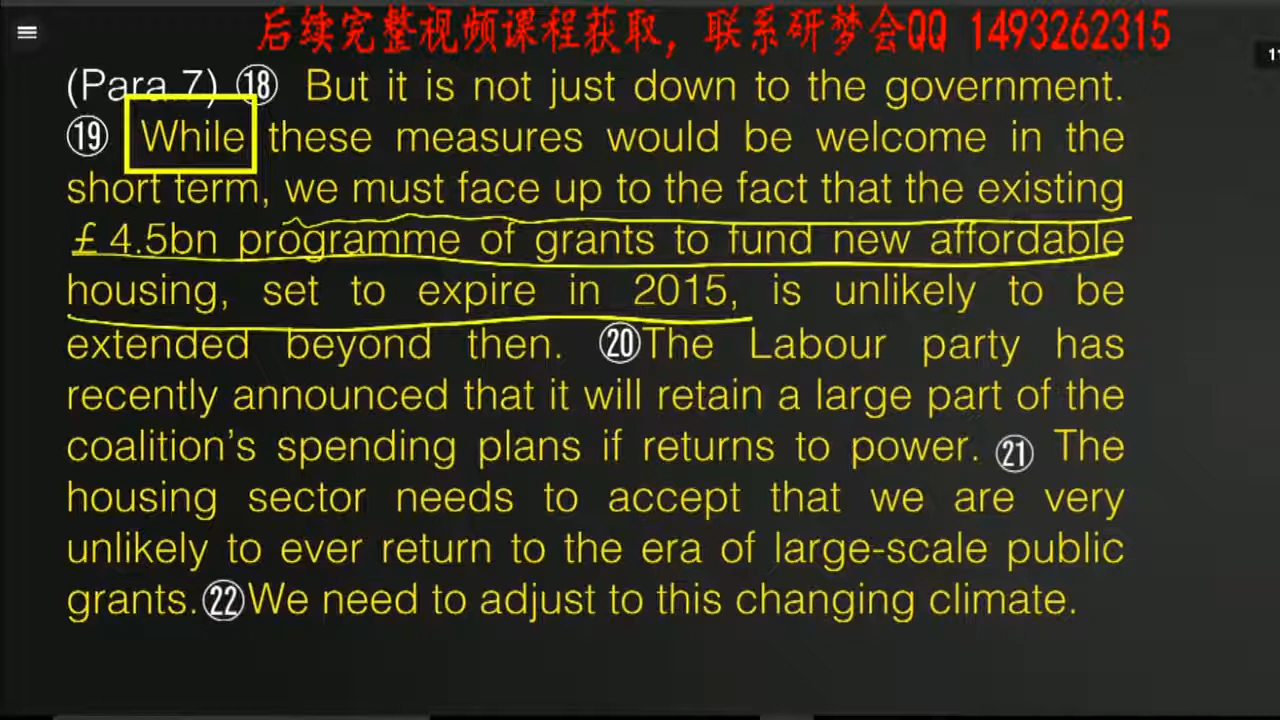 后续完整视频课程获取，联系研梦会QQ 1493262315
(Para.7) ⑱ But it is not just down to the government.
⑲ While these measures would be welcome in the
short term, we must face up to the fact that the existing
£4.5bn programme of grants to fund new affordable
housing, set to expire in 2015, is unlikely to be
extended beyond then. ⑳The Labour party has
recently announced that it will retain a large part of the
coalition’s spending plans if returns to power. ㉑ The
housing sector needs to accept that we are very
unlikely to ever return to the era of large-scale public
grants.㉒We need to adjust to this changing climate.